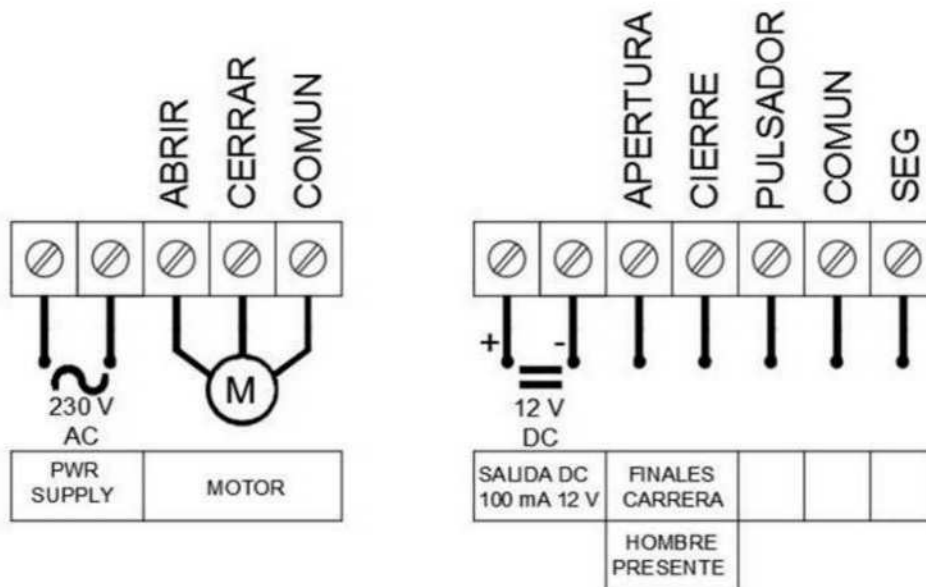 ABRIR
CERRAR
COMUN
APERTURA
CIERRE
PULSADOR
COMUN
SEG
+
-
M
230 V
AC
12 V
DC
PWR
SUPPLY
MOTOR
SALIDA DC
100 mA 12 V
FINALES
CARRERA
HOMBRE
PRESENTE